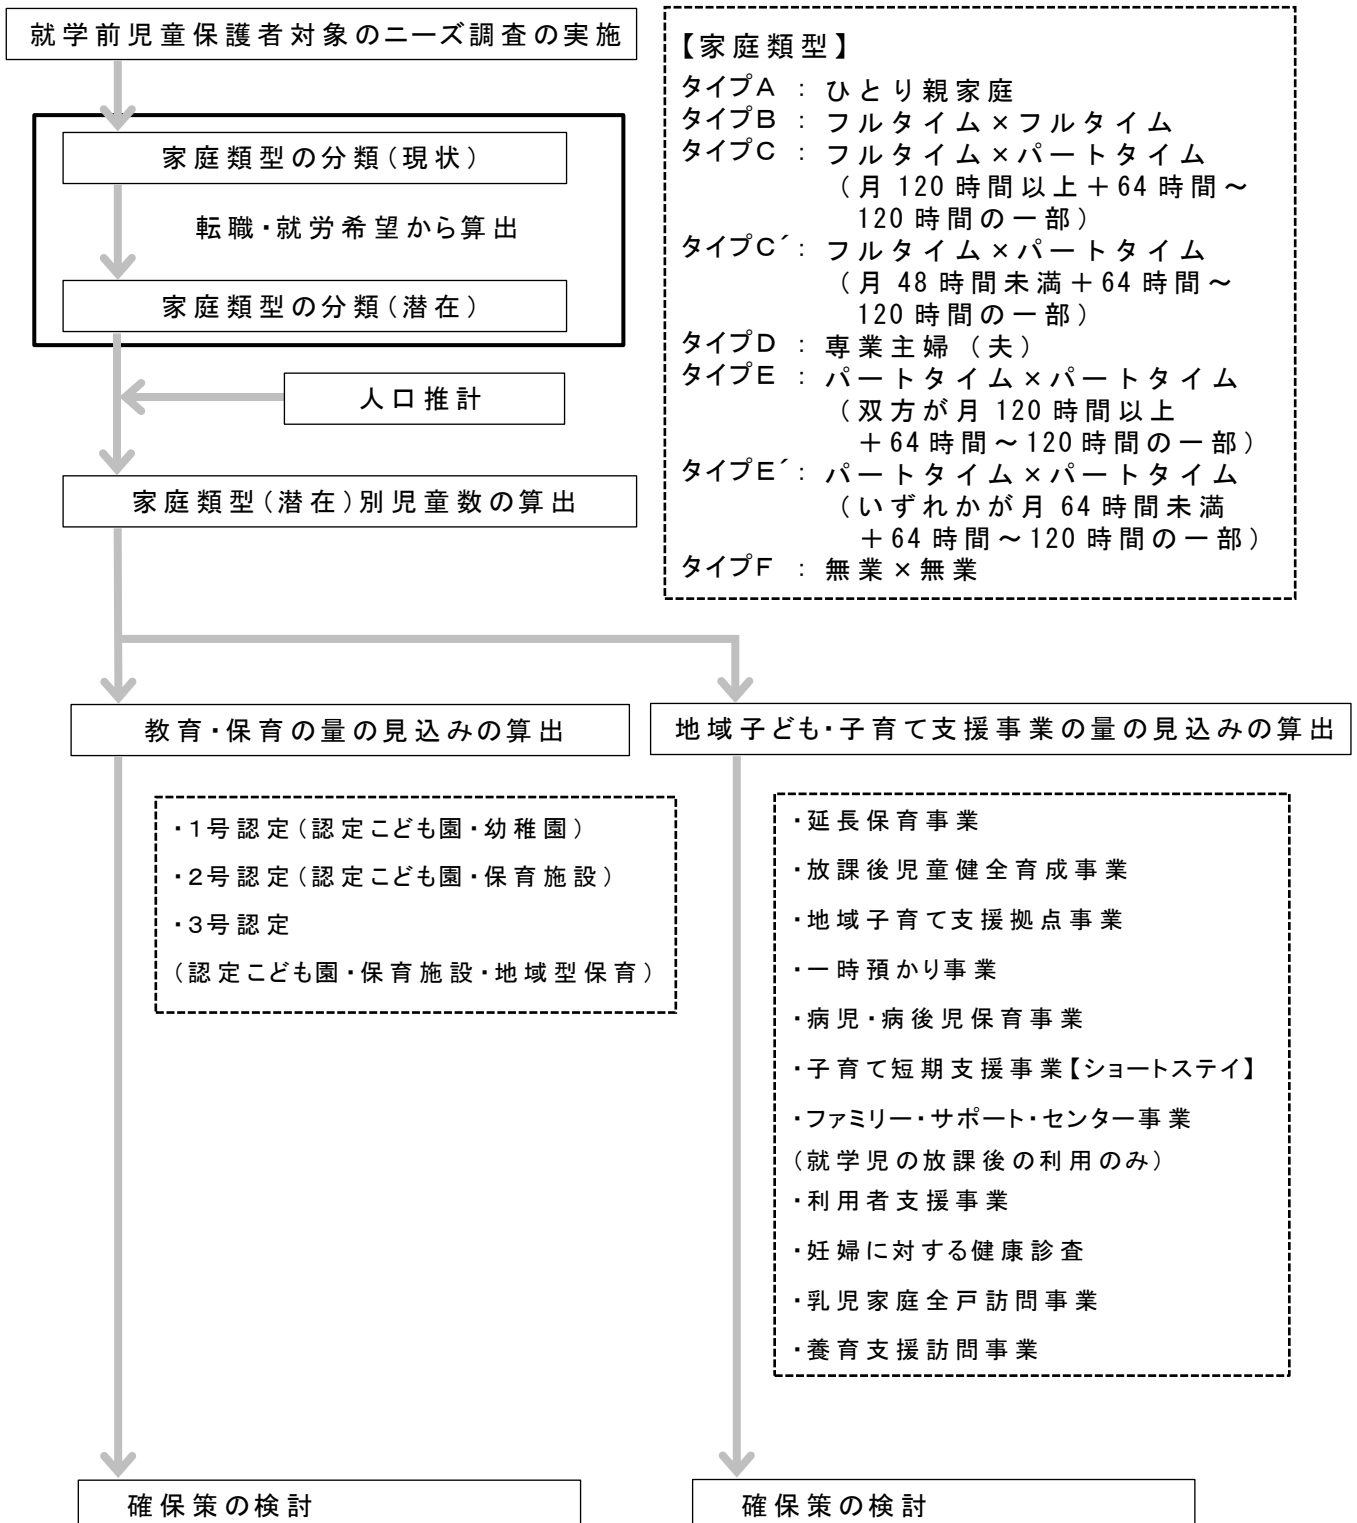 就学前児童保護者対象のニーズ調査の実施
家庭類型の分類(現状)
転職・就労希望から算出
家庭類型の分類(潜在)
人口推計
家庭類型(潜在)別児童数の算出
【家庭類型】
タイプA : ひとり親家庭
タイプB : フルタイム×フルタイム
タイプC : フルタイム×パートタイム
(月120時間以上+64時間~
120時間の一部)
タイプC´: フルタイム×パートタイム
(月48時間未満+64時間~
120時間の一部)
タイプD : 専業主婦(夫)
タイプE : パートタイム×パートタイム
(双方が月120時間以上
+64時間~120時間の一部)
タイプE´: パートタイム×パートタイム
(いずれかが月64時間未満
+64時間~120時間の一部)
タイプF : 無業×無業
教育・保育の量の見込みの算出
・1号認定(認定こども園・幼稚園)
・2号認定(認定こども園・保育施設)
・3号認定
(認定こども園・保育施設・地域型保育)
確保策の検討
地域子ども・子育て支援事業の量の見込みの算出
・延長保育事業
・放課後児童健全育成事業
・地域子育て支援拠点事業
・一時預かり事業
・病児・病後児保育事業
・子育て短期支援事業【ショートステイ】
・ファミリー・サポート・センター事業
(就学児の放課後の利用のみ)
・利用者支援事業
・妊婦に対する健康診査
・乳児家庭全戸訪問事業
・養育支援訪問事業
確保策の検討